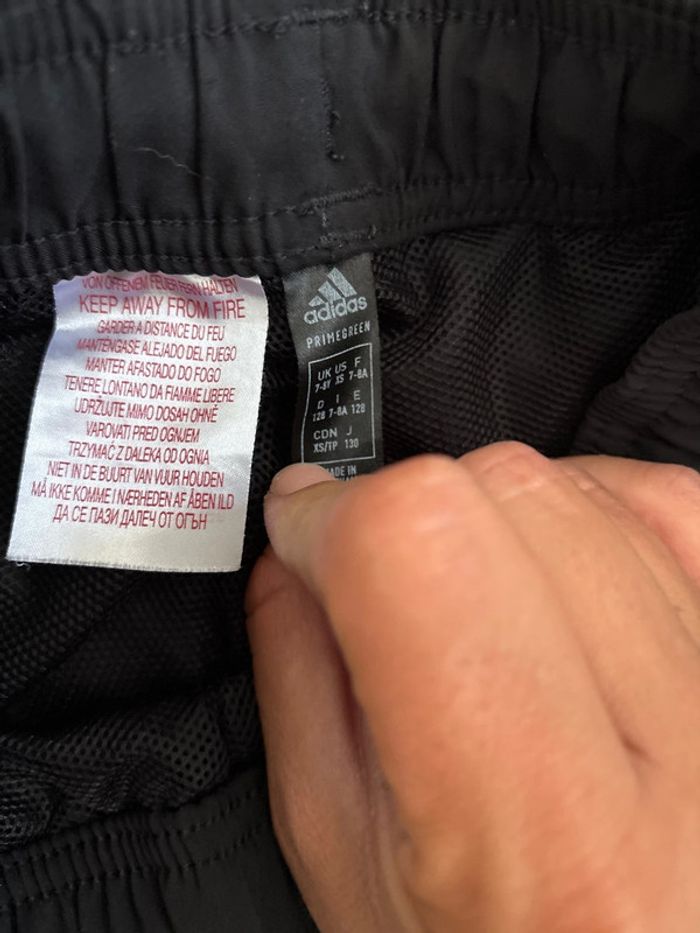 VON OFFENEM FEUER FERN HALTEN
KEEP AWAY FROM FIRE
GARDER A DISTANCE DU FEU
MANTÉNGASE ALEJADO DEL FUEGO
MANTER AFASTADO DO FOGO
TENERE LONTANO DA FIAMME LIBERE
UDRŽUJTE MIMO DOSAH OHNĚ
VAROVATI PRED OGNJEM
TRZYMAĆ Z DALEKA OD OGNIA
NIET IN DE BUURT VAN VUUR HOUDEN
MÅ IKKE KOMME I NÆRHEDEN AF ÅBEN ILD
ДА СЕ ПАЗИ ДАЛЕЧ ОТ ОГЪН
adidas
PRIMEGREEN
UK US F
7-8Y XS 7-8A
D I E
128 7-8A 128
CDN J
XS/TP 130
MADE IN